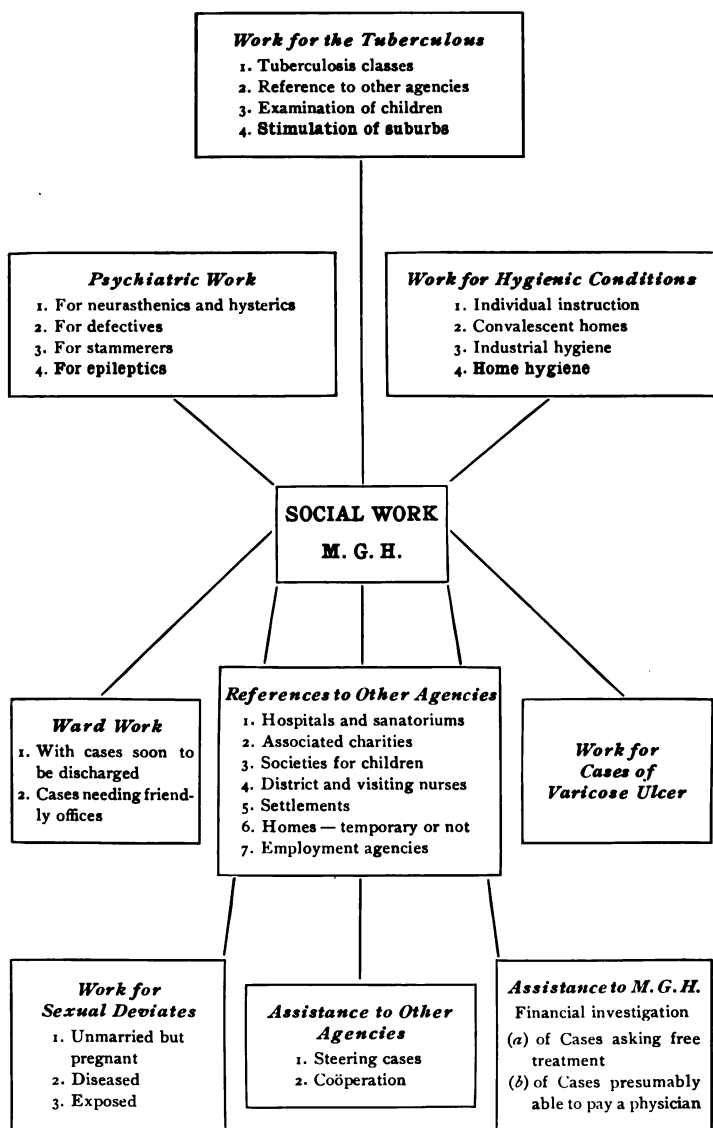 Work for the Tuberculous
1. Tuberculosis classes
2. Reference to other agencies
3. Examination of children
4. Stimulation of suburbs
Psychiatric Work
1. For neurasthenics and hysterics
2. For defectives
3. For stammerers
4. For epileptics
Work for Hygienic Conditions
1. Individual instruction
2. Convalescent homes
3. Industrial hygiene
4. Home hygiene
SOCIAL WORK
M. G. H.
Ward Work
1. With cases soon to
be discharged
2. Cases needing friend-
ly offices
References to Other Agencies
1. Hospitals and sanatoriums
2. Associated charities
3. Societies for children
4. District and visiting nurses
5. Settlements
6. Homes — temporary or not
7. Employment agencies
Work for
Cases of
Varicose Ulcer
Work for
Sexual Deviates
1. Unmarried but
pregnant
2. Diseased
3. Exposed
Assistance to Other
Agencies
1. Steering cases
2. Coöperation
Assistance to M. G. H.
Financial investigation
(a) of Cases asking free
treatment
(b) of Cases presumably
able to pay a physician